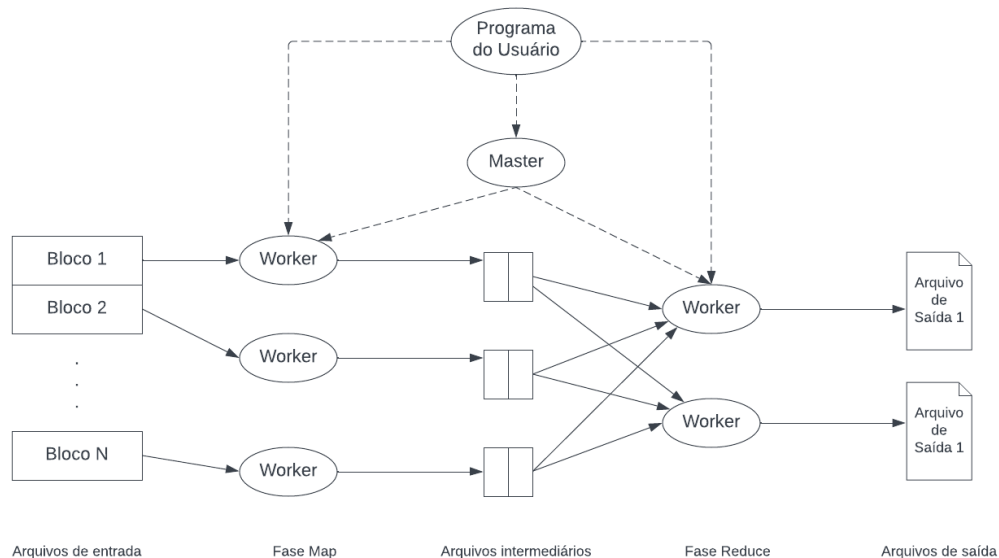 Programa
do Usuário
Master
Bloco 1
Bloco 2
.
.
.
Bloco N
Worker
Worker
Worker
Worker
Worker
Arquivo
de
Saída 1
Arquivo
de
Saída 1
Arquivos de entrada
Fase Map
Arquivos intermediários
Fase Reduce
Arquivos de saída